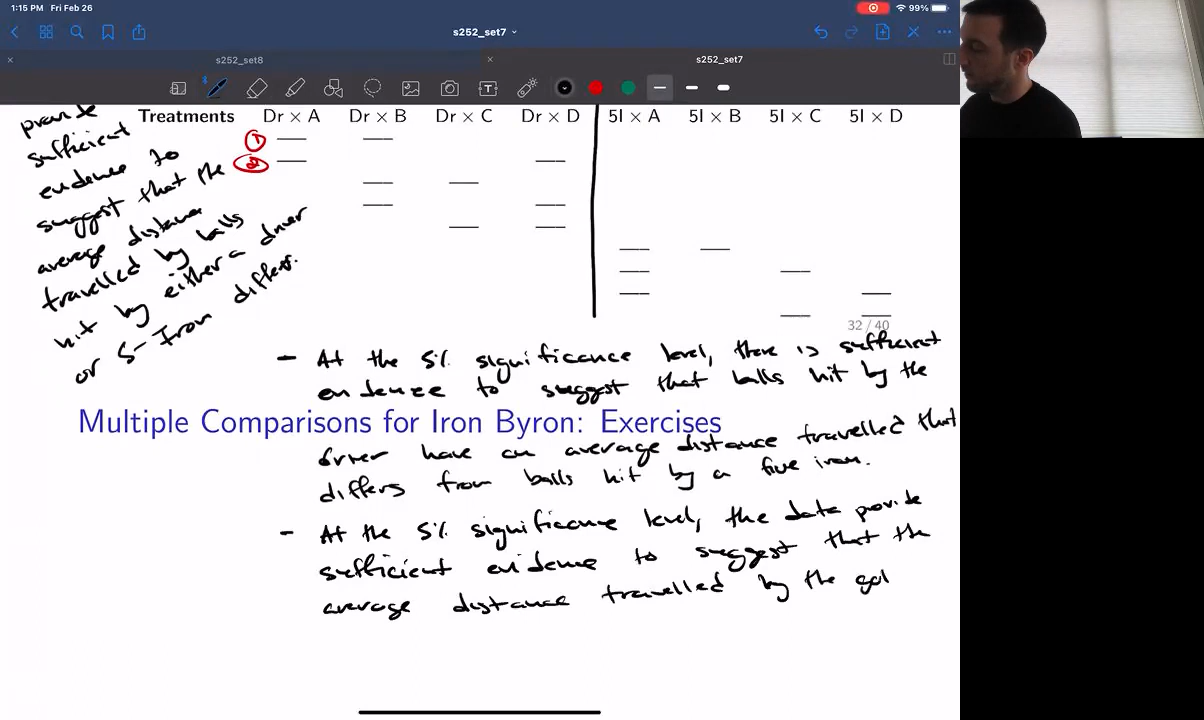 1:15 PM Fri Feb 26
99%
s252_set7
s252_set8
s252_set7
Treatments Dr × A Dr × B Dr × C Dr × D 5I × A 5I × B 5I × C 5I × D
1
2
provide
sufficient
evidence to
suggest that the
average distance
travelled by balls
hit by either a driver
or 5-Iron differs.
32 / 40
- At the 5% significance level, there is sufficient
evidence to suggest that balls hit by the
Multiple Comparisons for Iron Byron: Exercises
driver have an average distance travelled that
differs from balls hit by a five iron.
- At the 5% significance level, the data provide
sufficient evidence to suggest that the
average distance travelled by the gol